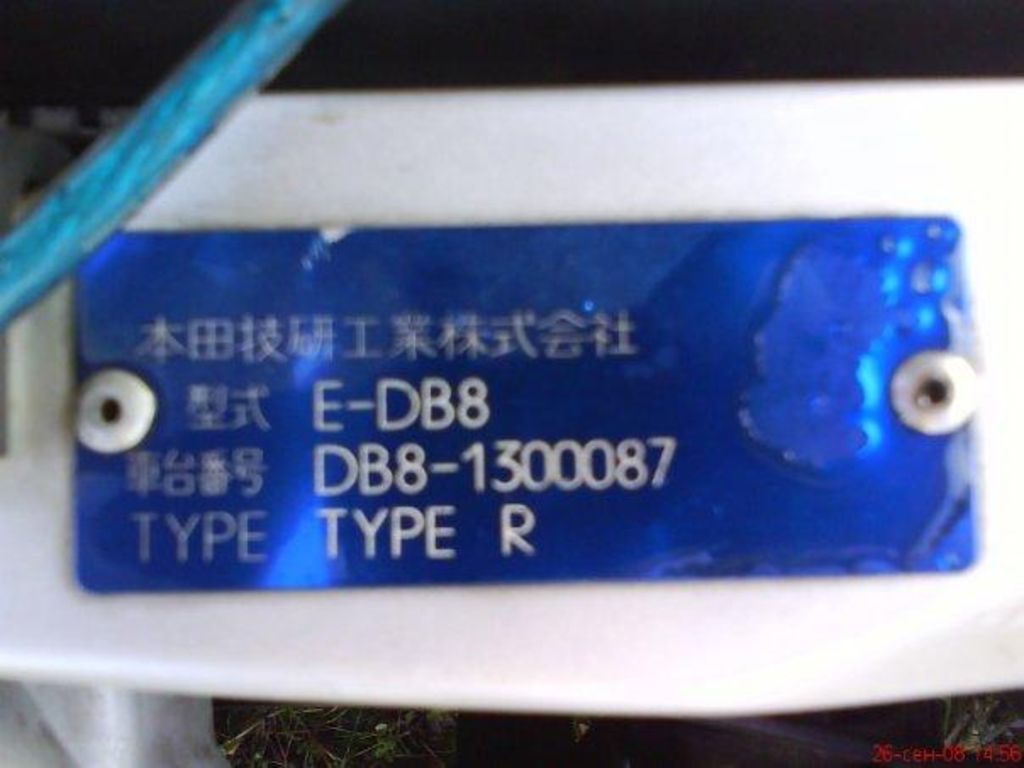 本田技研工業株式会社
型式 E-DB8
車台番号 DB8-1300087
TYPE TYPE R
26-сен-08 14:56